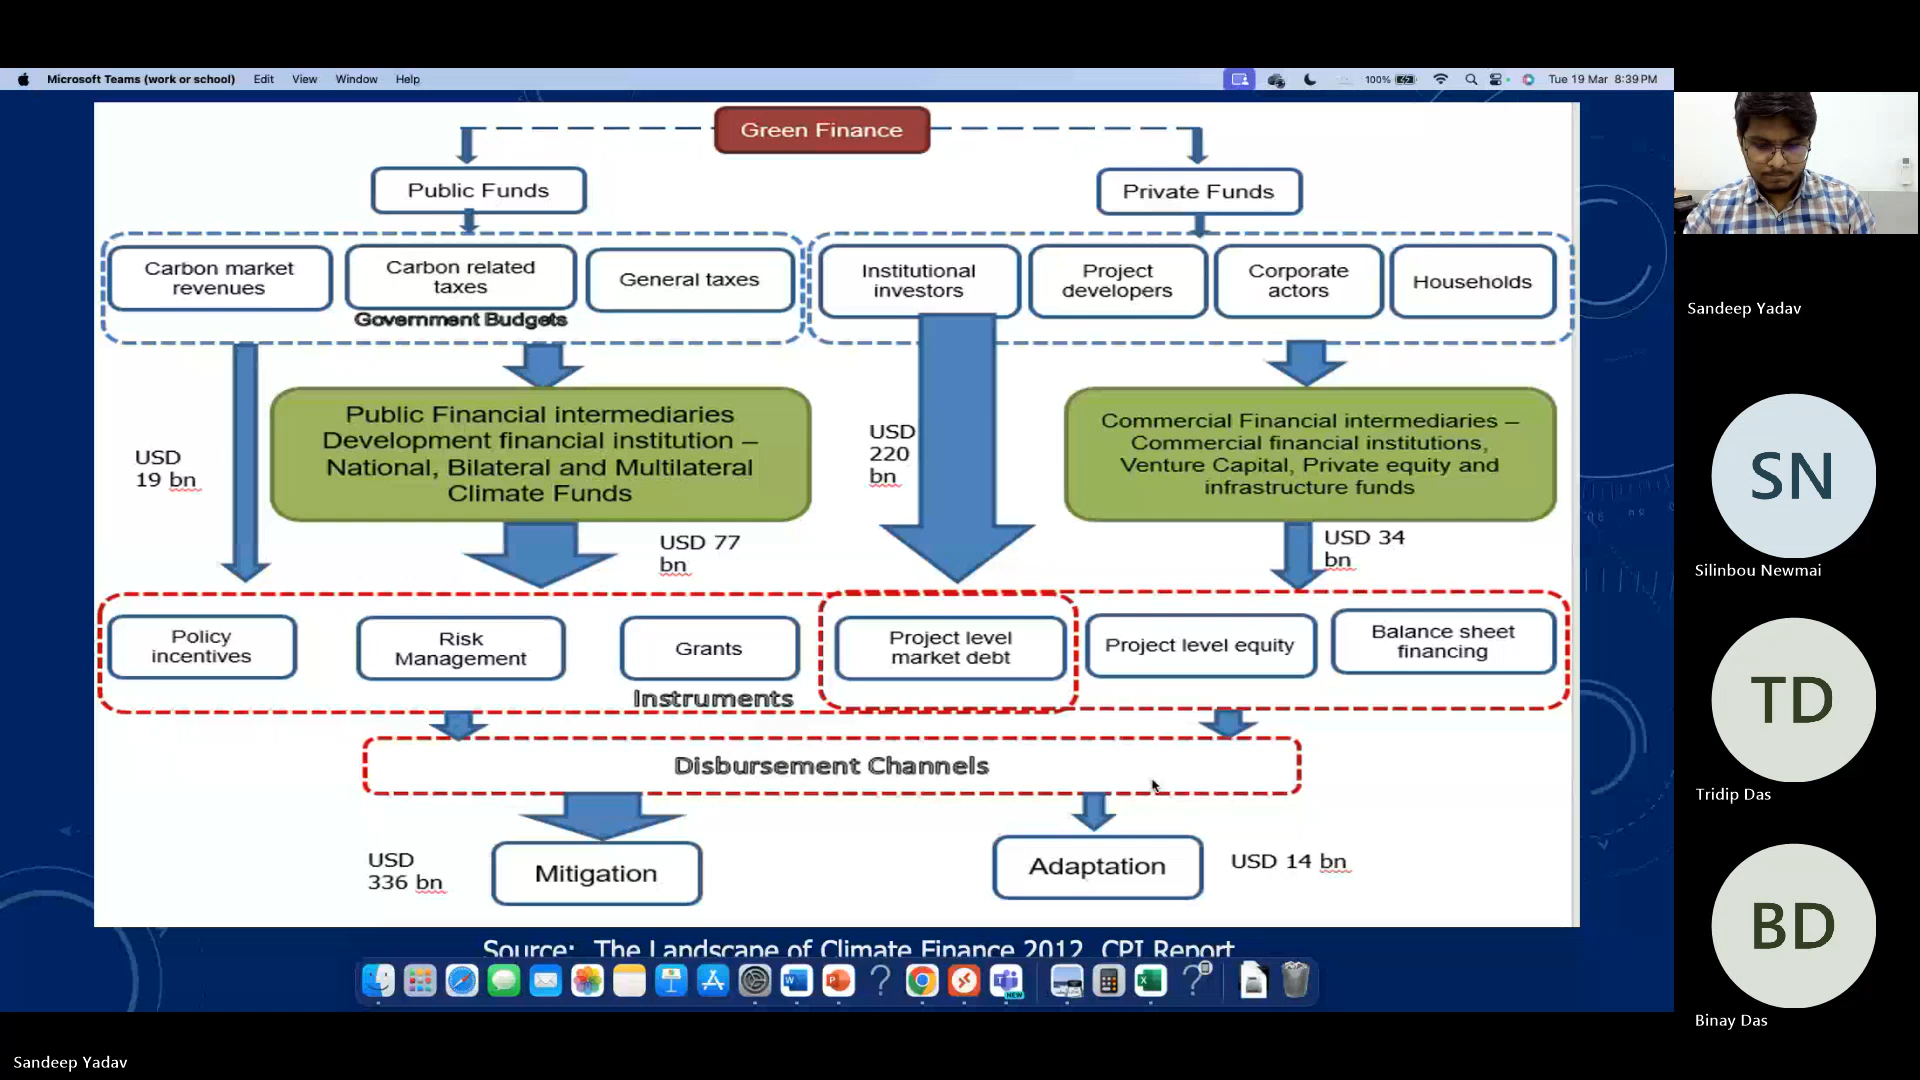 Microsoft Teams (work or school) Edit View Window Help
100% Tue 19 Mar 8:39 PM
Green Finance
Public Funds
Private Funds
Carbon market
revenues
Carbon related
taxes
General taxes
Government Budgets
Institutional
investors
Project
developers
Corporate
actors
Households
USD
19 bn
Public Financial intermediaries
Development financial institution –
National, Bilateral and Multilateral
Climate Funds
USD
220
bn
Commercial Financial intermediaries –
Commercial financial institutions,
Venture Capital, Private equity and
infrastructure funds
USD 77
bn
USD 34
bn
Policy
incentives
Risk
Management
Grants
Project level
market debt
Project level equity
Balance sheet
financing
Instruments
Disbursement Channels
USD
336 bn
Mitigation
Adaptation
USD 14 bn
Source: The Landscape of Climate Finance 2012 CPI Report
NEW
Sandeep Yadav
SN
Silinbou Newmai
TD
Tridip Das
BD
Binay Das
Sandeep Yadav